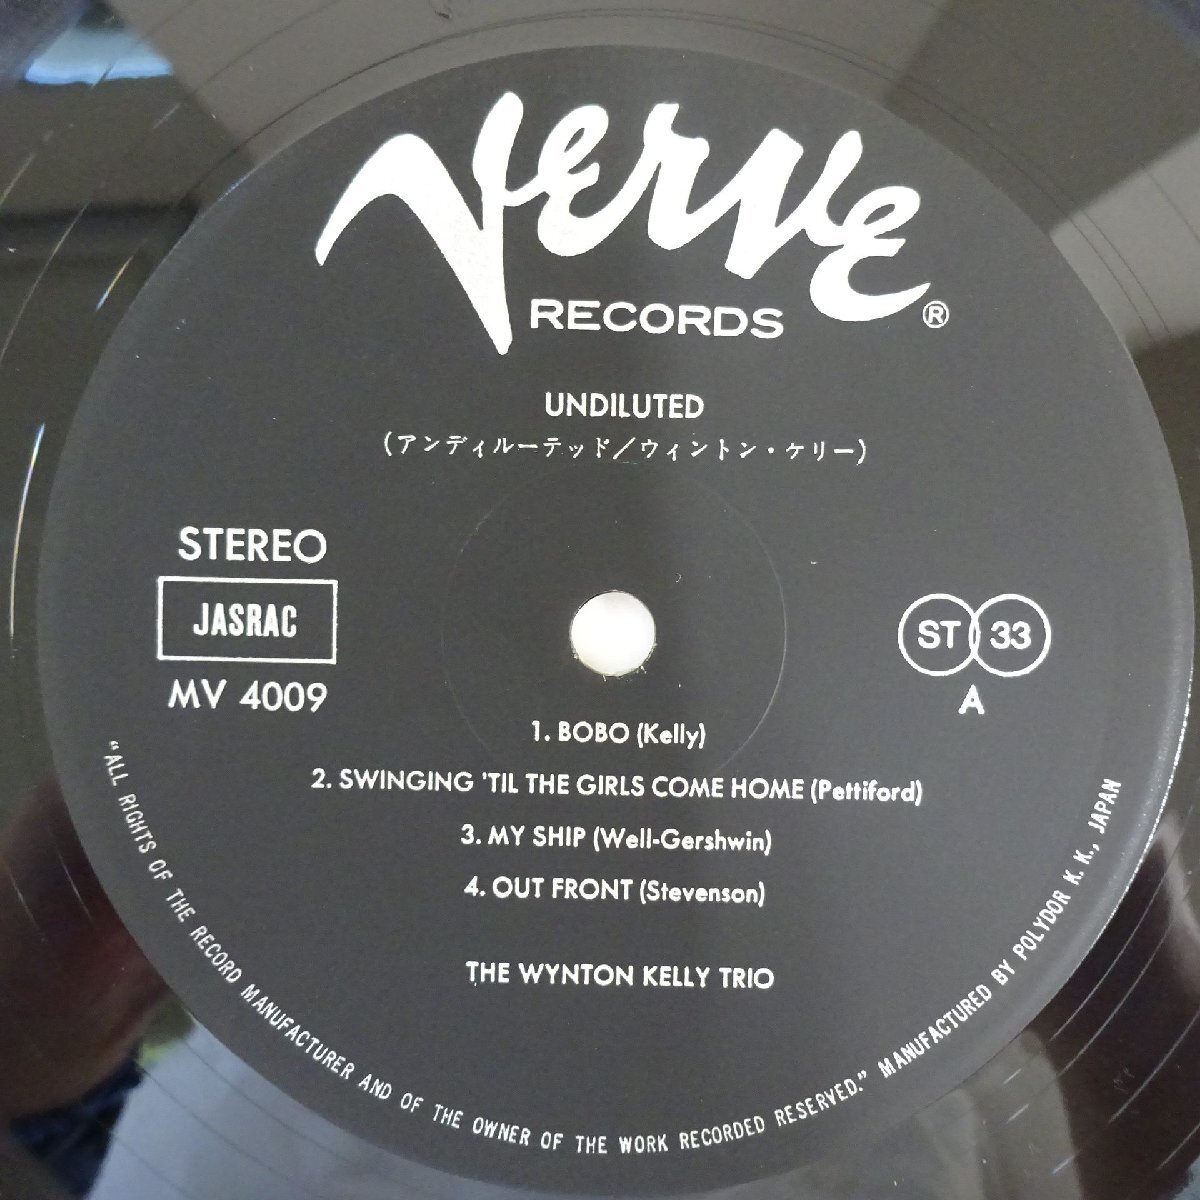 Verve
RECORDS ®
UNDILUTED
(アンディルーテッド／ウィントン・ケリー)
STEREO
JASRAC
MV 4009
ST 33
A
1. BOBO (Kelly)
2. SWINGING 'TIL THE GIRLS COME HOME (Pettiford)
3. MY SHIP (Well-Gershwin)
4. OUT FRONT (Stevenson)
THE WYNTON KELLY TRIO
"ALL RIGHTS OF THE RECORD MANUFACTURER AND OF THE OWNER OF THE WORK RECORDED RESERVED." MANUFACTURED BY POLYDOR K. K., JAPAN